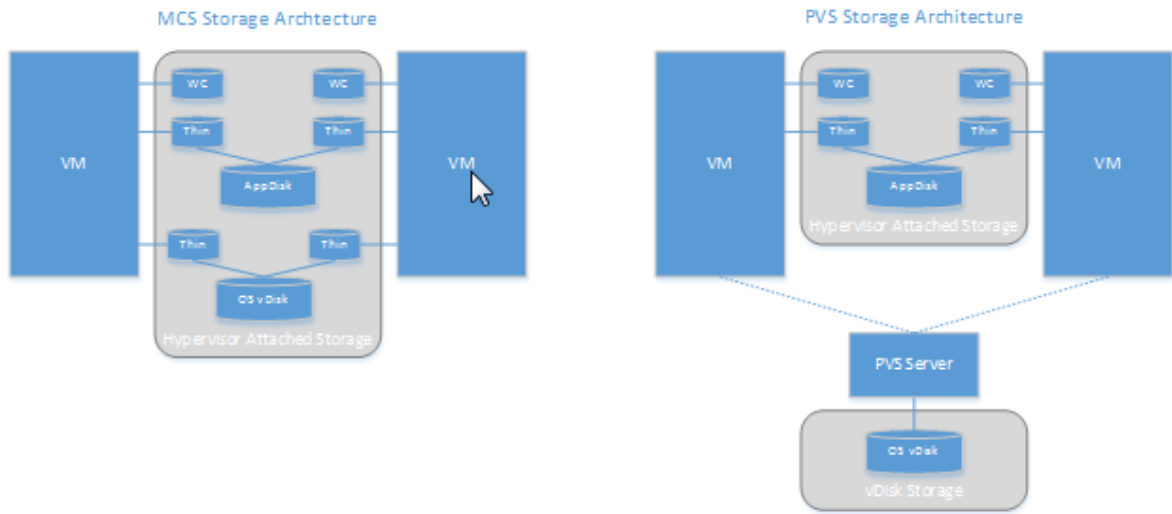 MCS Storage Archtecture
PVS Storage Architecture
VM
WC
WC
Thin
Thin
AppDisk
Thin
Thin
OS vDisk
Hypervisor Attached Storage
VM
VM
WC
WC
Thin
Thin
AppDisk
Hypervisor Attached Storage
VM
PVS Server
OS vDisk
vDisk Storage